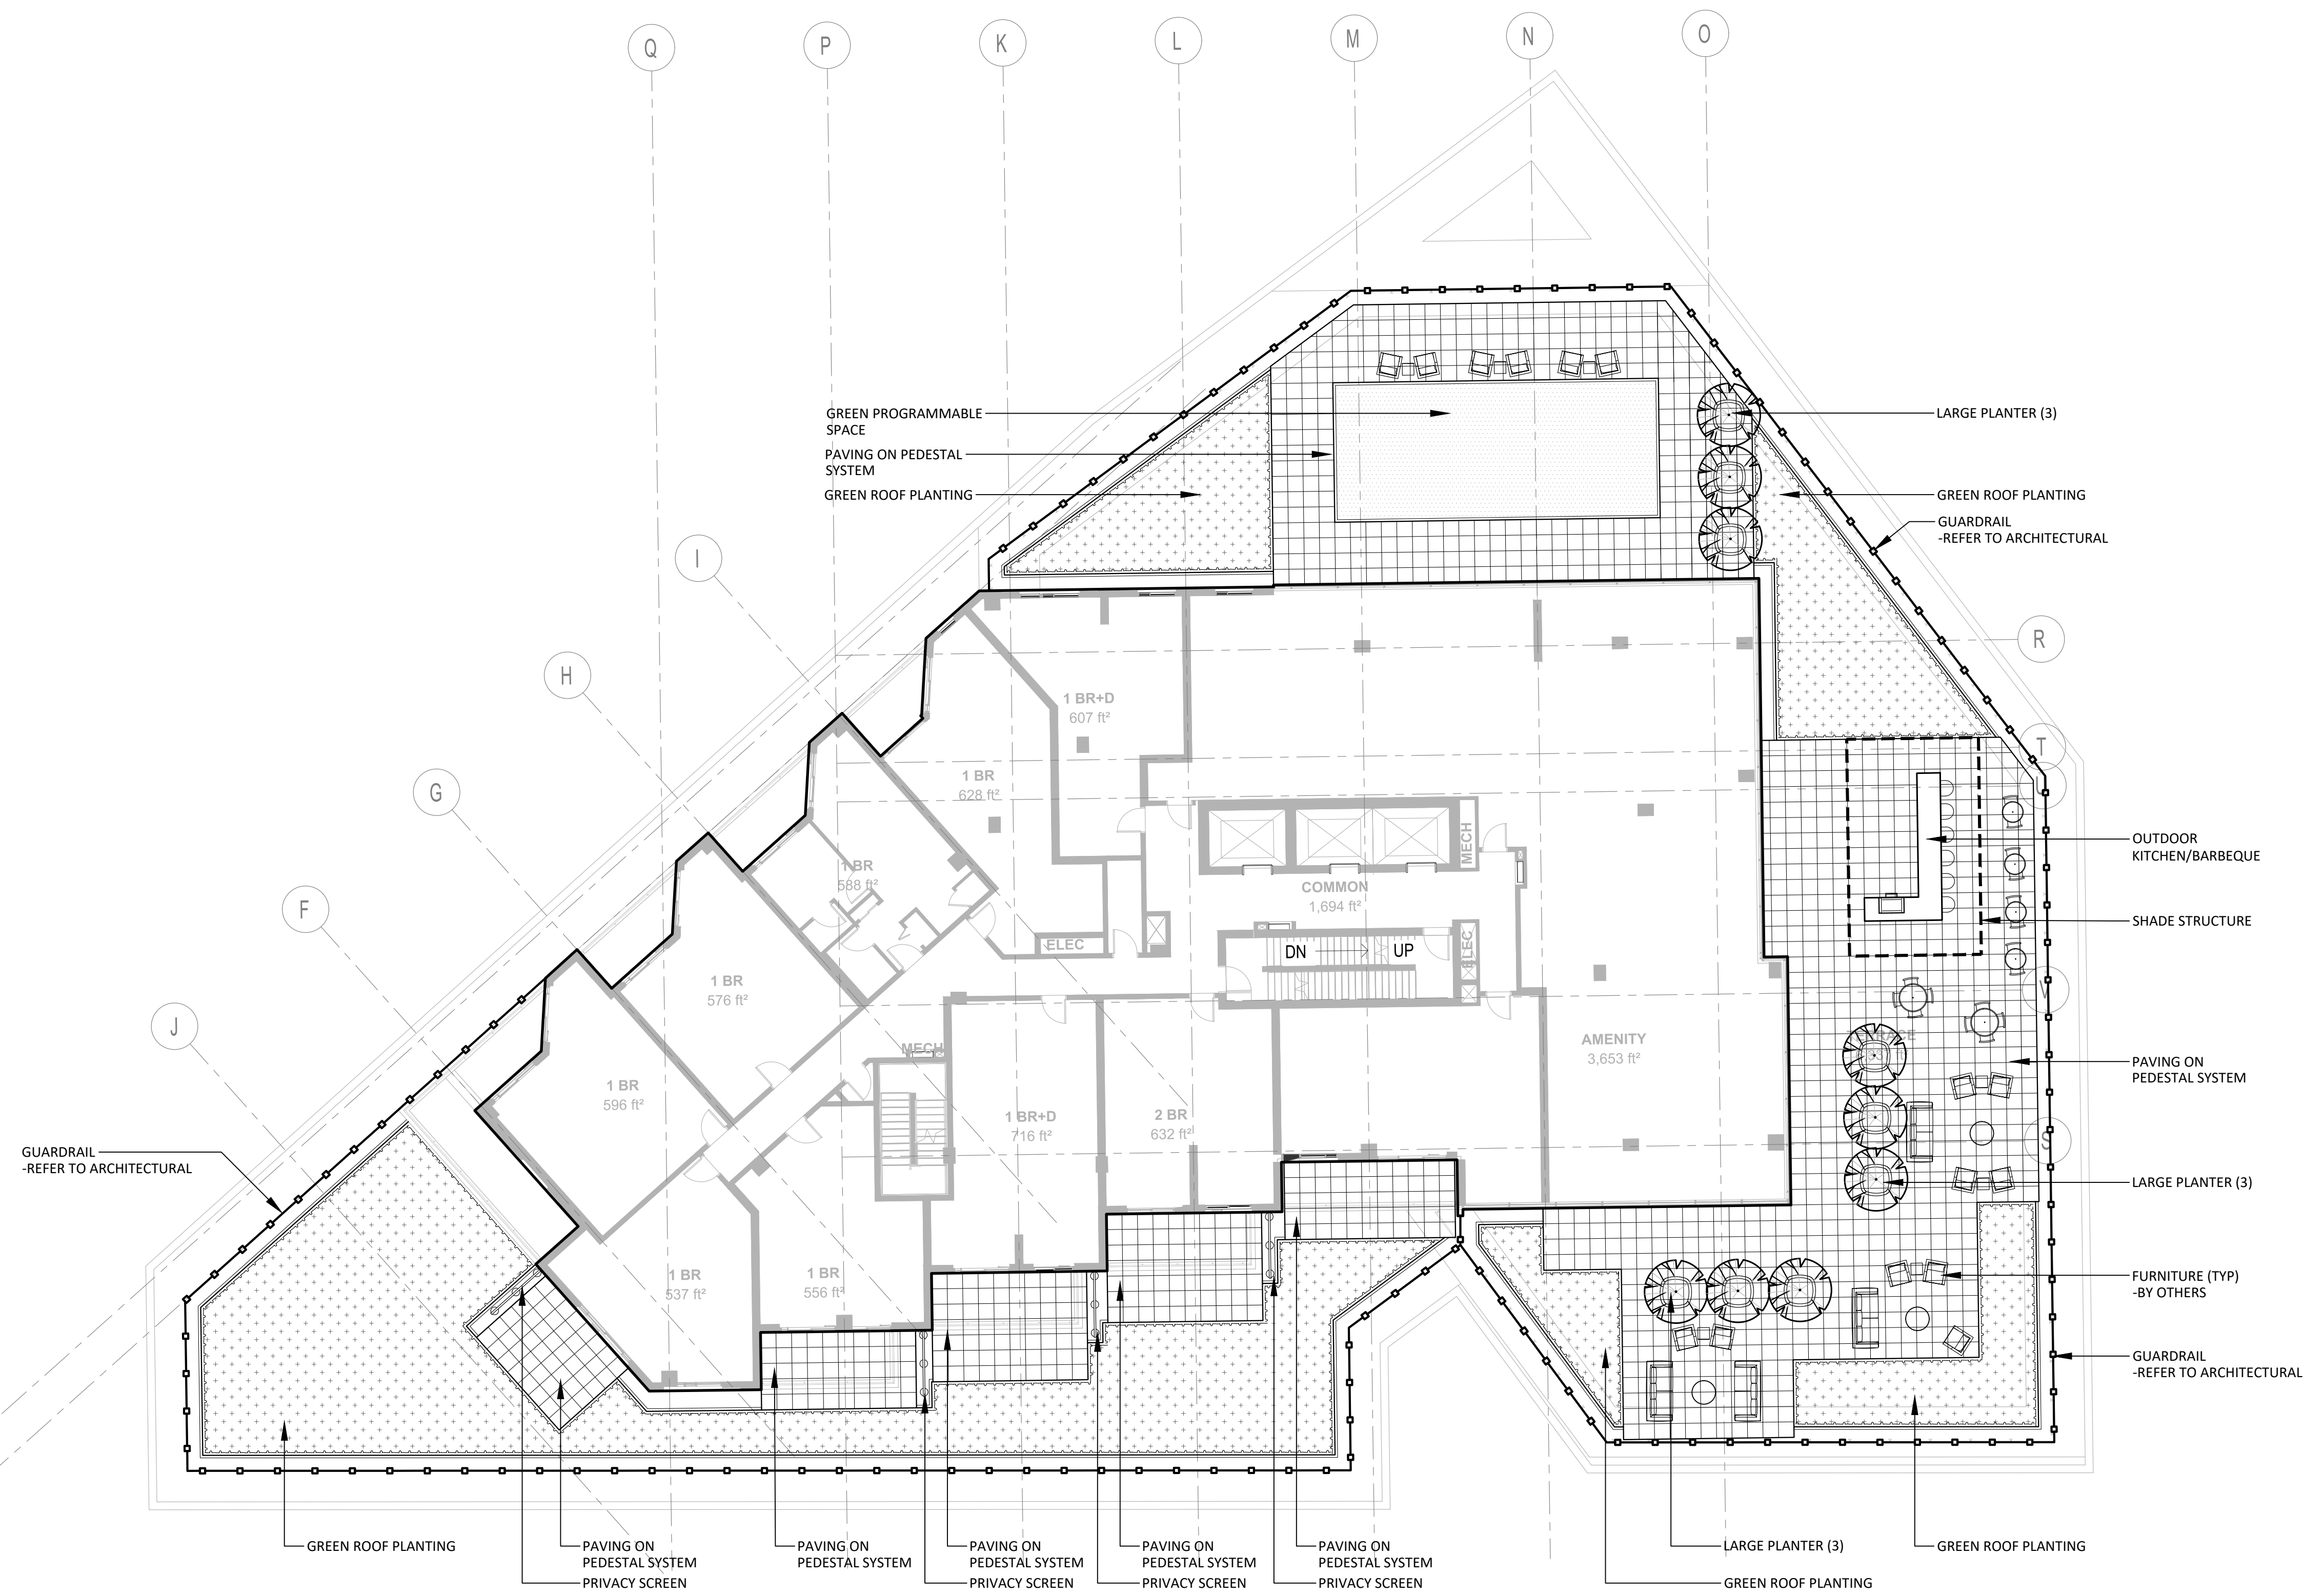 Q
P
K
L
M
N
O
GREEN PROGRAMMABLE
SPACE
PAVING ON PEDESTAL
SYSTEM
GREEN ROOF PLANTING
LARGE PLANTER (3)
GREEN ROOF PLANTING
GUARDRAIL
-REFER TO ARCHITECTURAL
I
H
G
F
J
R
T
U
V
S
1 BR+D
607 ft²
1 BR
628 ft²
1 BR
588 ft²
1 BR
576 ft²
1 BR
596 ft²
MECH
COMMON
1,694 ft²
ELEC
DN
UP
ELEC
MECH
AMENITY
3,653 ft²
1 BR+D
716 ft²
2 BR
632 ft²
1 BR
537 ft²
1 BR
556 ft²
OUTDOOR
KITCHEN/BARBEQUE
SHADE STRUCTURE
PAVING ON
PEDESTAL SYSTEM
LARGE PLANTER (3)
FURNITURE (TYP)
-BY OTHERS
GUARDRAIL
-REFER TO ARCHITECTURAL
GUARDRAIL
-REFER TO ARCHITECTURAL
GREEN ROOF PLANTING
PAVING ON
PEDESTAL SYSTEM
PRIVACY SCREEN
PAVING ON
PEDESTAL SYSTEM
PAVING ON
PEDESTAL SYSTEM
PRIVACY SCREEN
PAVING ON
PEDESTAL SYSTEM
PRIVACY SCREEN
PAVING ON
PEDESTAL SYSTEM
PRIVACY SCREEN
LARGE PLANTER (3)
GREEN ROOF PLANTING
GREEN ROOF PLANTING